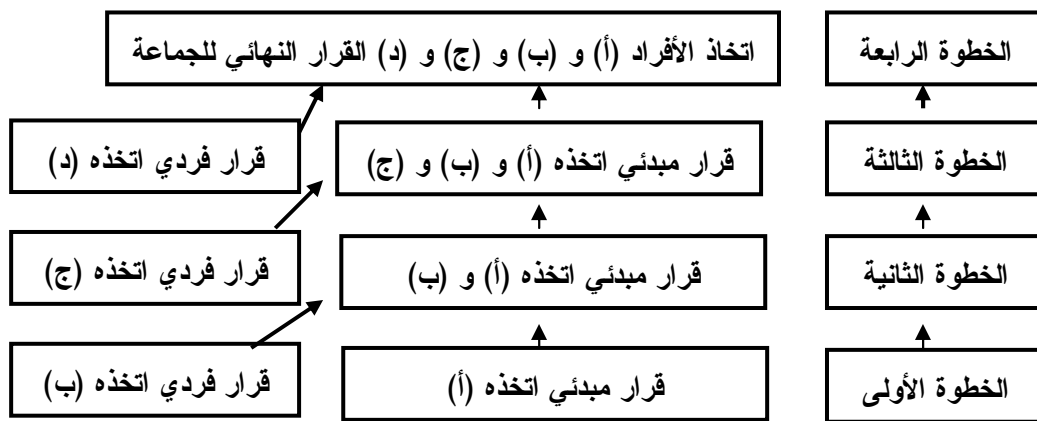 الخطوة الرابعة
اتخاذ الأفراد (أ) و (ب) و (ج) و (د) القرار النهائي للجماعة
الخطوة الثالثة
قرار مبدئي اتخذه (أ) و (ب) و (ج)
قرار فردي اتخذه (د)
الخطوة الثانية
قرار مبدئي اتخذه (أ) و (ب)
قرار فردي اتخذه (ج)
الخطوة الأولى
قرار مبدئي اتخذه (أ)
قرار فردي اتخذه (ب)